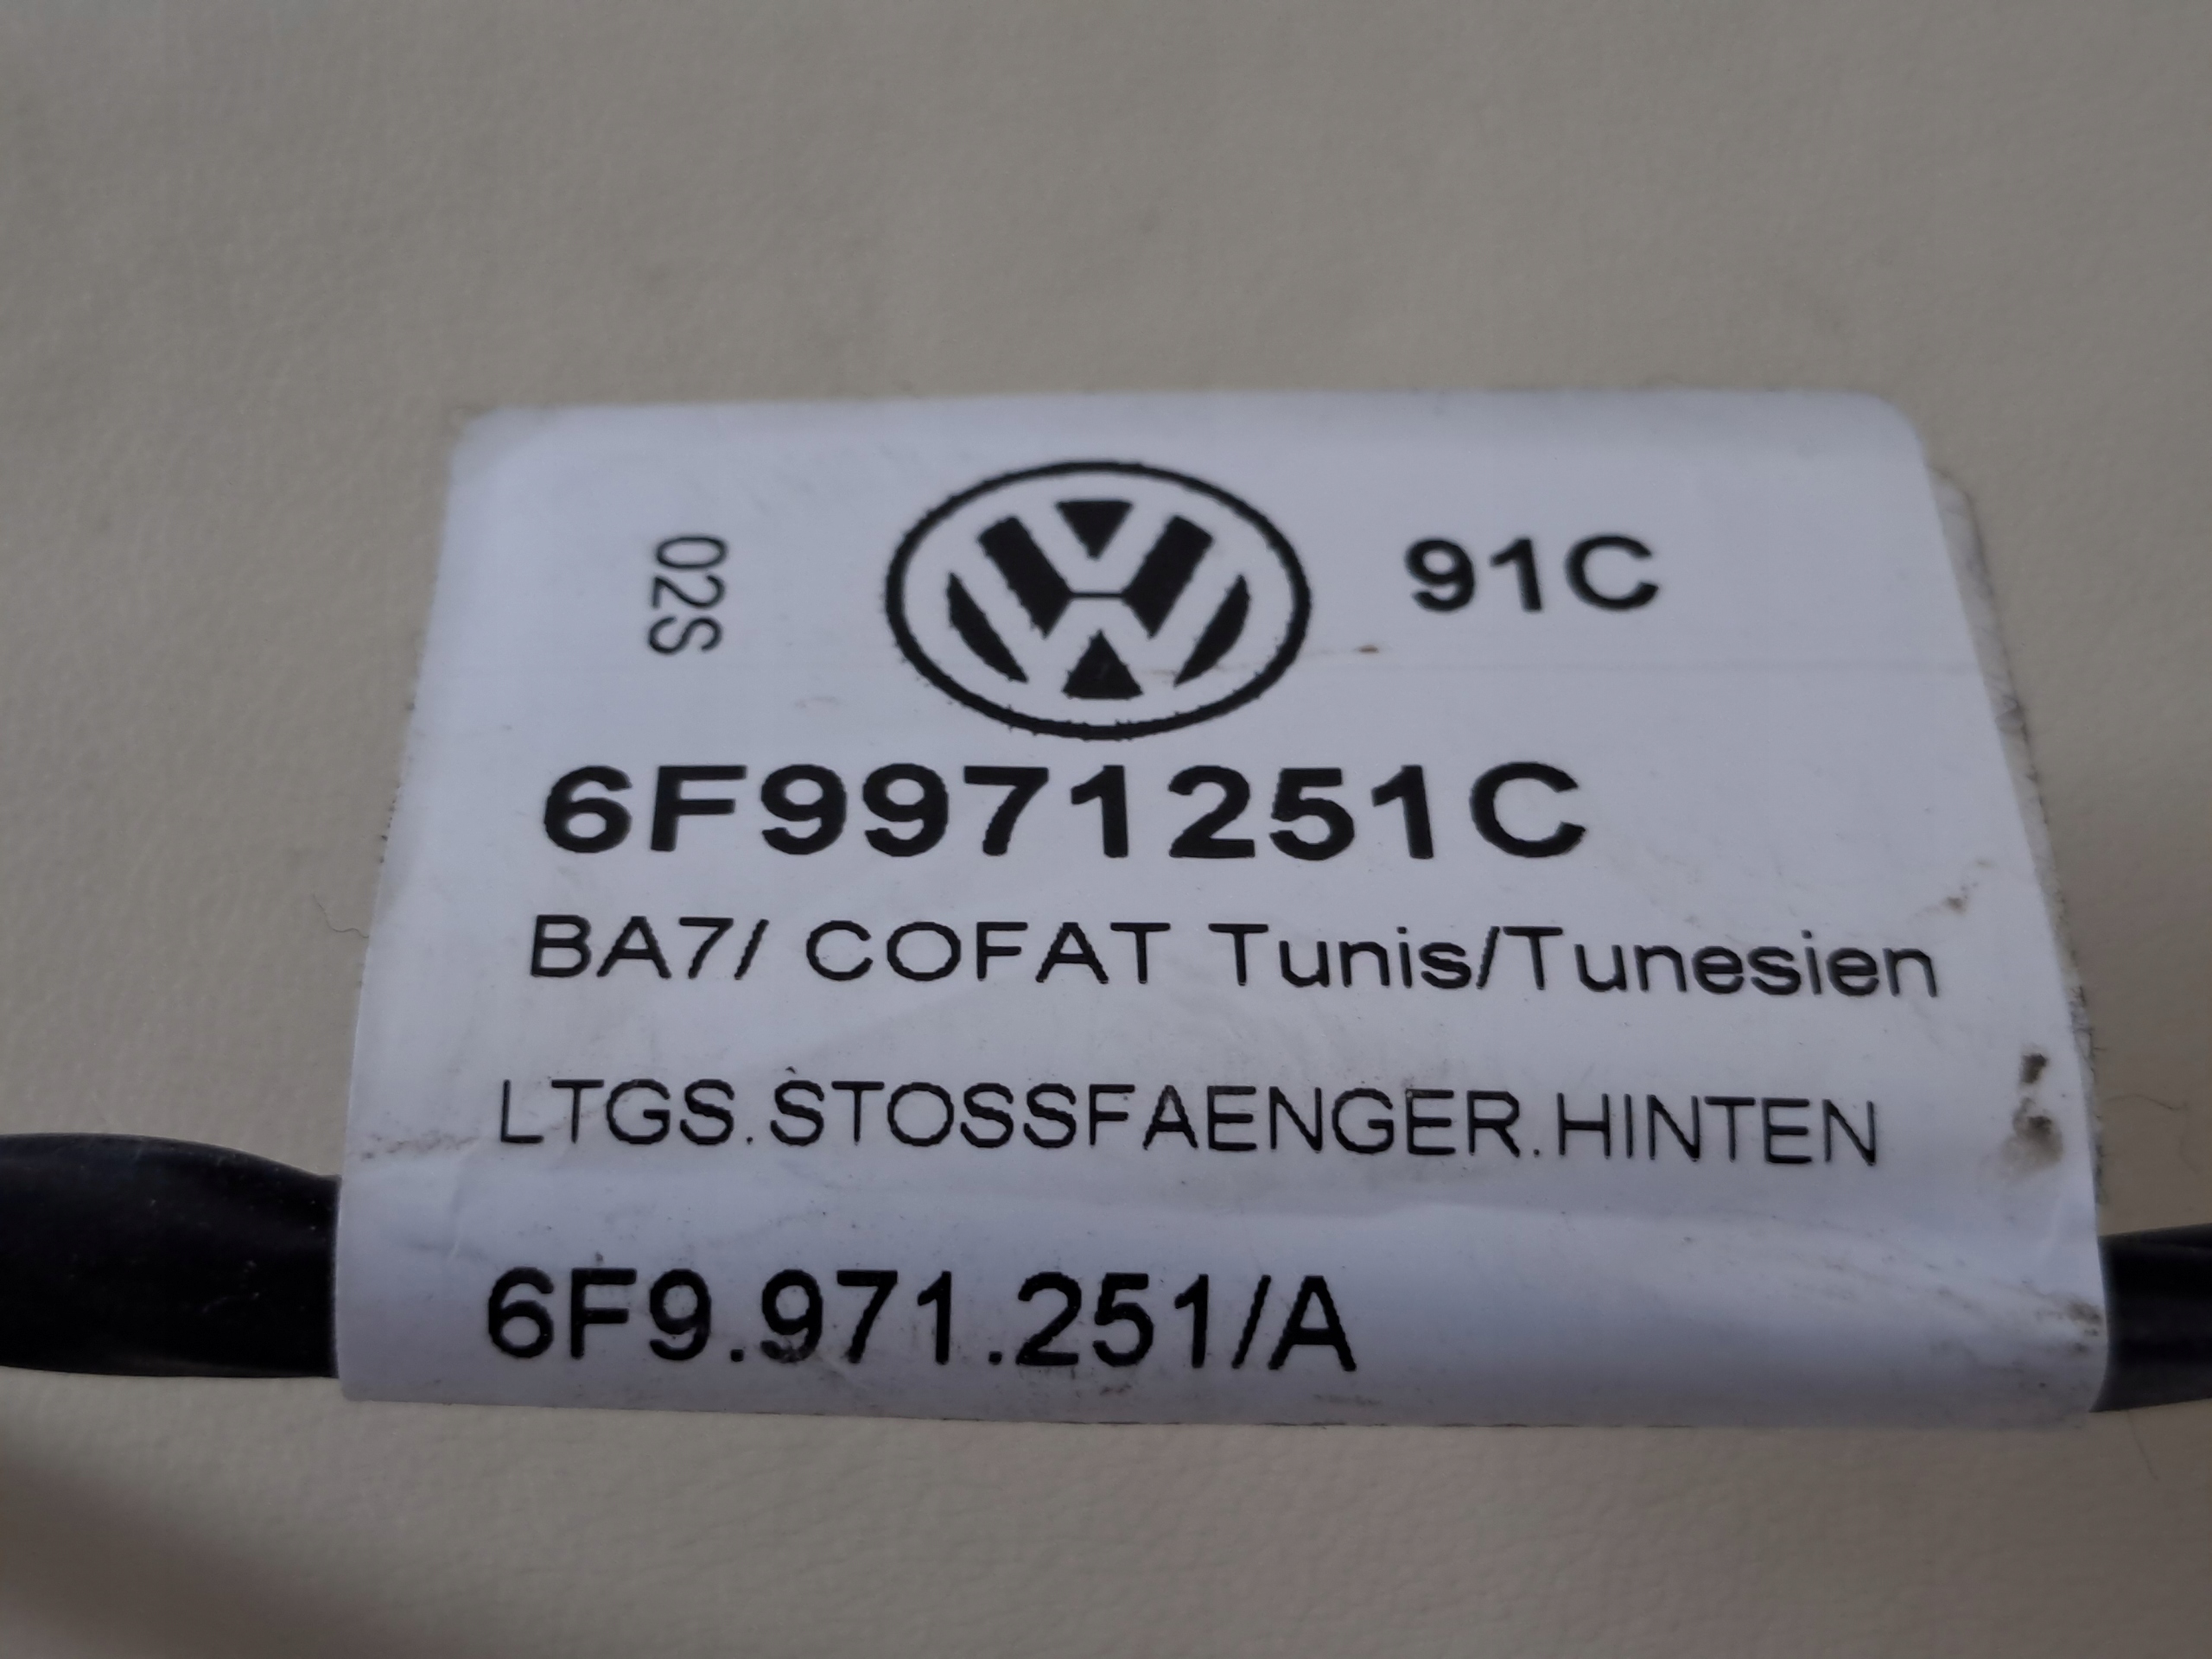 02S
91C
6F9971251C
BA7/ COFAT Tunis/Tunesien
LTGS.STOSSFAENGER.HINTEN
6F9.971.251/A